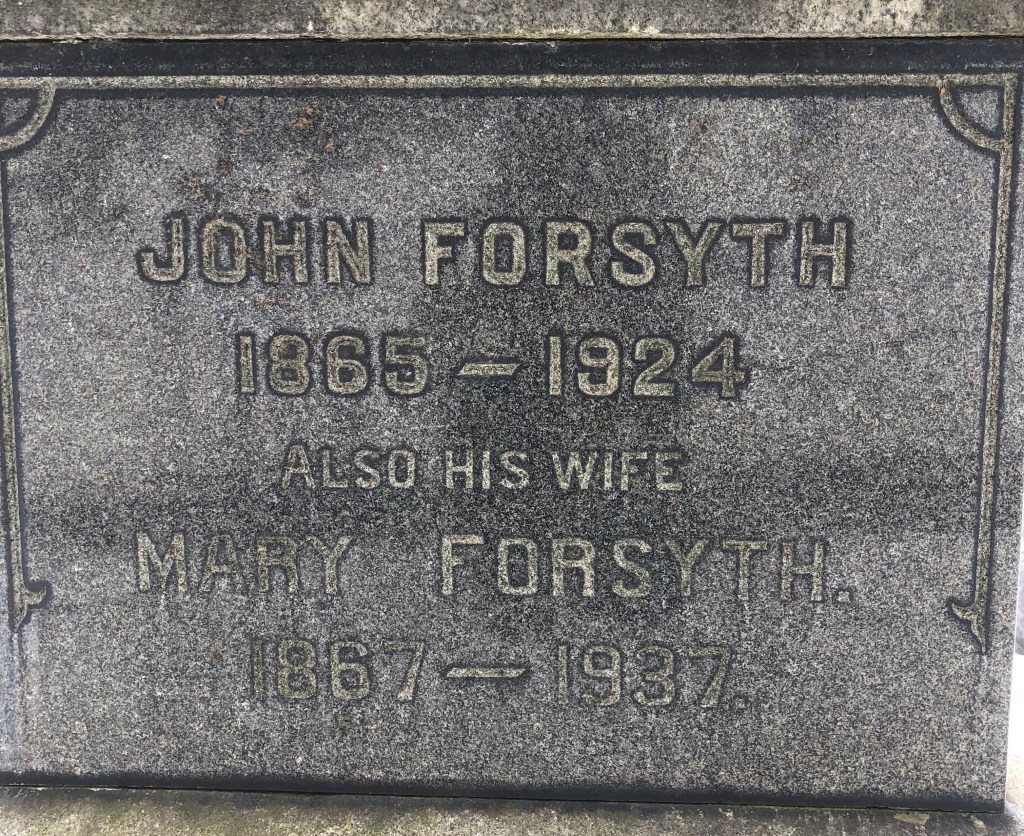 JOHN FORSYTH
1865 — 1924
ALSO HIS WIFE
MARY FORSYTH.
1867 — 1937.